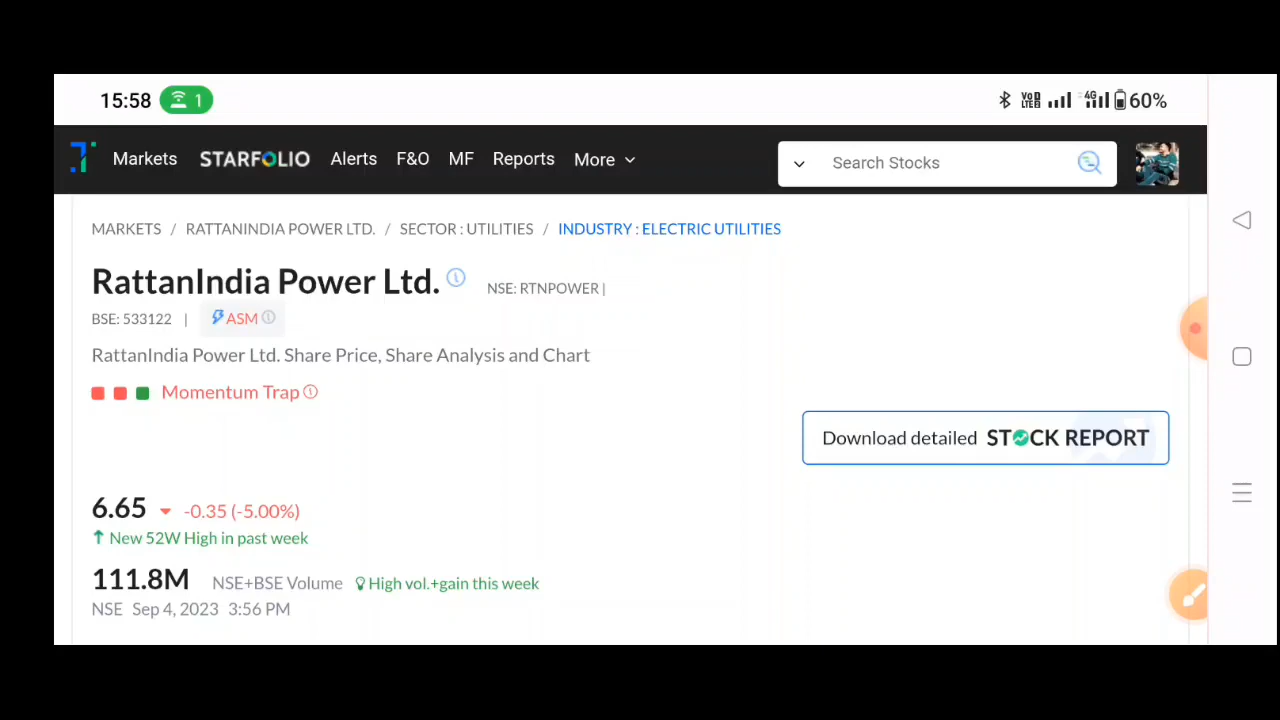 15:58 1 VoLTE 4G 60%
Markets STARFOLIO Alerts F&O MF Reports More Search Stocks
MARKETS / RATTANINDIA POWER LTD. / SECTOR : UTILITIES / INDUSTRY : ELECTRIC UTILITIES
RattanIndia Power Ltd. NSE: RTNPOWER |
BSE: 533122 | ASM
RattanIndia Power Ltd. Share Price, Share Analysis and Chart
Momentum Trap
Download detailed STOCK REPORT
6.65 -0.35 (-5.00%)
New 52W High in past week
111.8M NSE+BSE Volume High vol.+gain this week
NSE Sep 4, 2023 3:56 PM